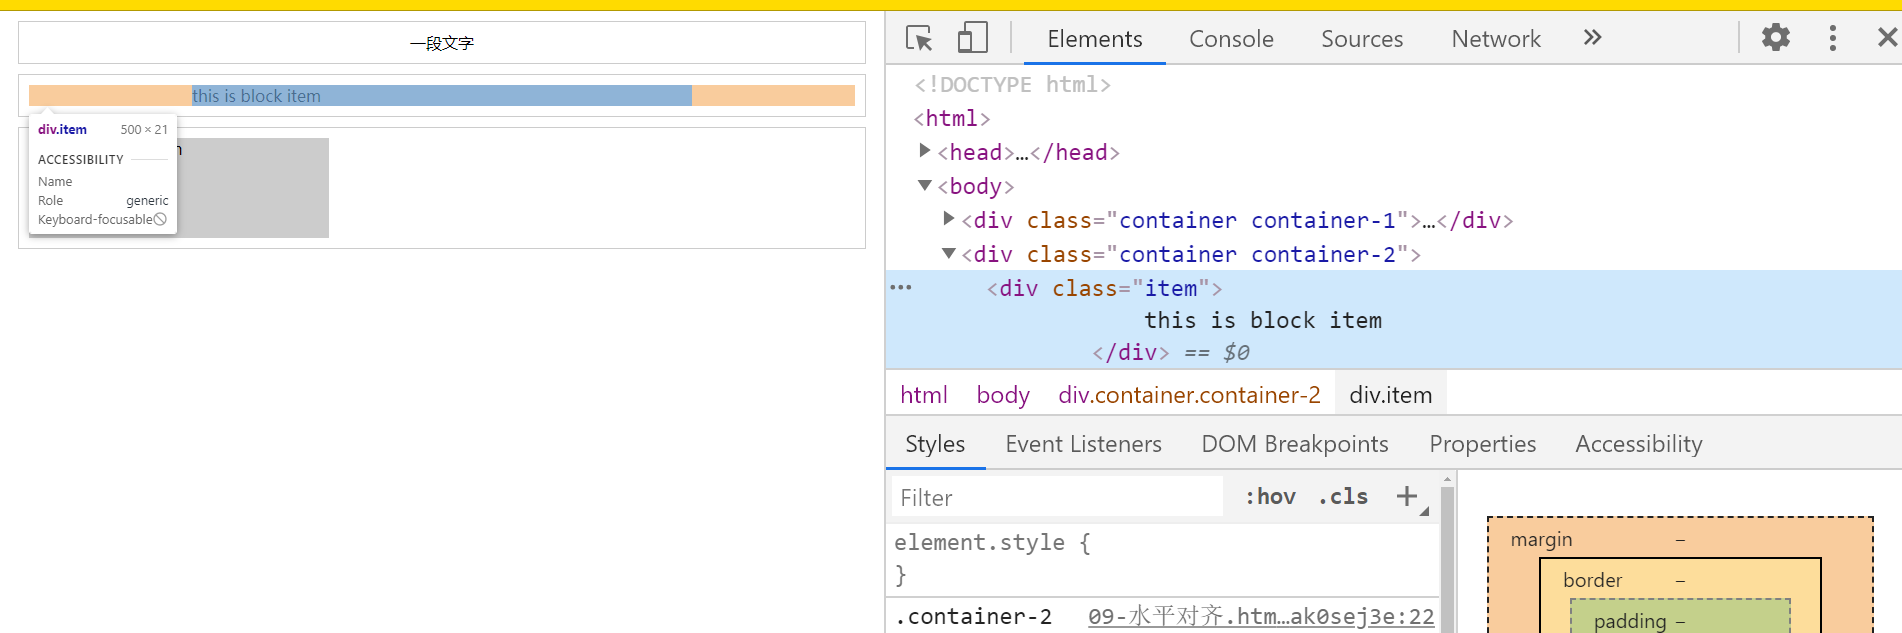 一段文字
this is block item
div.item 500 × 21
ACCESSIBILITY
Name
Role generic
Keyboard-focusable
Elements Console Sources Network
<!DOCTYPE html>
<html>
<head>…</head>
<body>
<div class="container container-1">…</div>
<div class="container container-2">
<div class="item">
this is block item
</div> == $0
html body div.container.container-2 div.item
Styles Event Listeners DOM Breakpoints Properties Accessibility
Filter :hov .cls
element.style {
}
.container-2 09-水平对齐.htm…ak0sej3e:22
margin –
border –
padding –